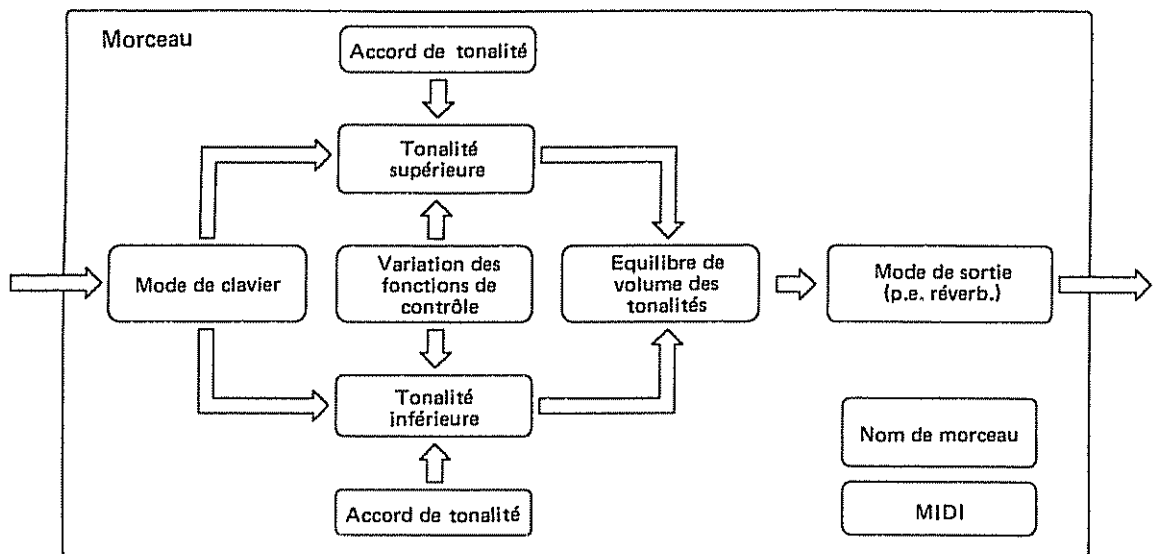 Morceau
Accord de tonalité
Tonalité
supérieure
Mode de clavier
Variation des
fonctions de
contrôle
Equilibre de
volume des
tonalités
Mode de sortie
(p.e. réverb.)
Tonalité
inférieure
Nom de morceau
Accord de tonalité
MIDI